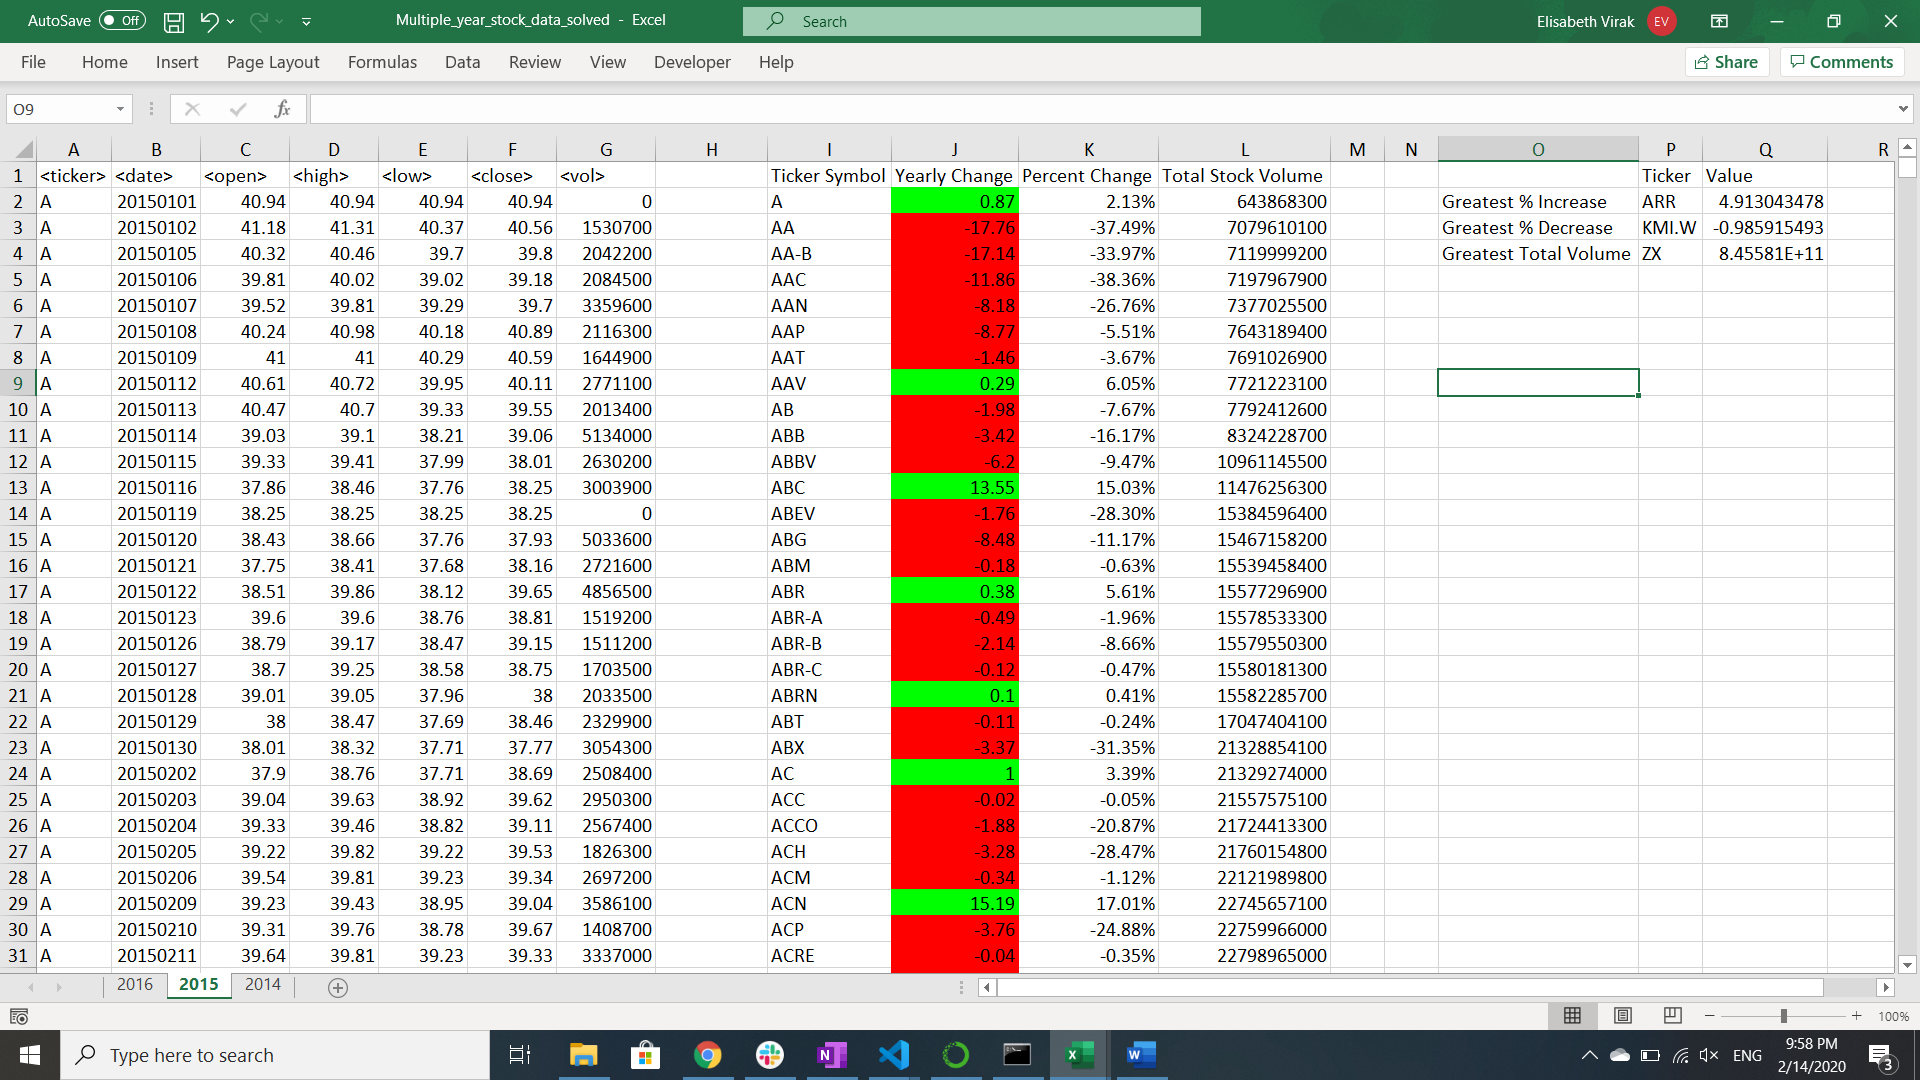 AutoSave Off Multiple_year_stock_data_solved - Excel Search Elisabeth Virak EV
File Home Insert Page Layout Formulas Data Review View Developer Help Share Comments
O9 fx
A B C D E F G H I J K L M N O P Q R
1 <ticker> <date> <open> <high> <low> <close> <vol> Ticker Symbol Yearly Change Percent Change Total Stock Volume Ticker Value
2 A 20150101 40.94 40.94 40.94 40.94 0 A 0.87 2.13% 643868300 Greatest % Increase ARR 4.913043478
3 A 20150102 41.18 41.31 40.37 40.56 1530700 AA -17.76 -37.49% 7079610100 Greatest % Decrease KMI.W -0.985915493
4 A 20150105 40.32 40.46 39.7 39.8 2042200 AA-B -17.14 -33.97% 7119999200 Greatest Total Volume ZX 8.45581E+11
5 A 20150106 39.81 40.02 39.02 39.18 2084500 AAC -11.86 -38.36% 7197967900
6 A 20150107 39.52 39.81 39.29 39.7 3359600 AAN -8.18 -26.76% 7377025500
7 A 20150108 40.24 40.98 40.18 40.89 2116300 AAP -8.77 -5.51% 7643189400
8 A 20150109 41 41 40.29 40.59 1644900 AAT -1.46 -3.67% 7691026900
9 A 20150112 40.61 40.72 39.95 40.11 2771100 AAV 0.29 6.05% 7721223100
10 A 20150113 40.47 40.7 39.33 39.55 2013400 AB -1.98 -7.67% 7792412600
11 A 20150114 39.03 39.1 38.21 39.06 5134000 ABB -3.42 -16.17% 8324228700
12 A 20150115 39.33 39.41 37.99 38.01 2630200 ABBV -6.2 -9.47% 10961145500
13 A 20150116 37.86 38.46 37.76 38.25 3003900 ABC 13.55 15.03% 11476256300
14 A 20150119 38.25 38.25 38.25 38.25 0 ABEV -1.76 -28.30% 15384596400
15 A 20150120 38.43 38.66 37.76 37.93 5033600 ABG -8.48 -11.17% 15467158200
16 A 20150121 37.75 38.41 37.68 38.16 2721600 ABM -0.18 -0.63% 15539458400
17 A 20150122 38.51 39.86 38.12 39.65 4856500 ABR 0.38 5.61% 15577296900
18 A 20150123 39.6 39.6 38.76 38.81 1519200 ABR-A -0.49 -1.96% 15578533300
19 A 20150126 38.79 39.17 38.47 39.15 1511200 ABR-B -2.14 -8.66% 15579550300
20 A 20150127 38.7 39.25 38.58 38.75 1703500 ABR-C -0.12 -0.47% 15580181300
21 A 20150128 39.01 39.05 37.96 38 2033500 ABRN 0.1 0.41% 15582285700
22 A 20150129 38 38.47 37.69 38.46 2329900 ABT -0.11 -0.24% 17047404100
23 A 20150130 38.01 38.32 37.71 37.77 3054300 ABX -3.37 -31.35% 21328854100
24 A 20150202 37.9 38.76 37.71 38.69 2508400 AC 1 3.39% 21329274000
25 A 20150203 39.04 39.63 38.92 39.62 2950300 ACC -0.02 -0.05% 21557575100
26 A 20150204 39.33 39.46 38.82 39.11 2567400 ACCO -1.88 -20.87% 21724413300
27 A 20150205 39.22 39.82 39.22 39.53 1826300 ACH -3.28 -28.47% 21760154800
28 A 20150206 39.54 39.81 39.23 39.34 2697200 ACM -0.34 -1.12% 22121989800
29 A 20150209 39.23 39.43 38.95 39.04 3586100 ACN 15.19 17.01% 22745657100
30 A 20150210 39.31 39.76 38.78 39.67 1408700 ACP -3.76 -24.88% 22759966000
31 A 20150211 39.64 39.81 39.23 39.33 3337000 ACRE -0.04 -0.35% 22798965000
2016 2015 2014
100%
Type here to search ENG 9:58 PM
2/14/2020 3